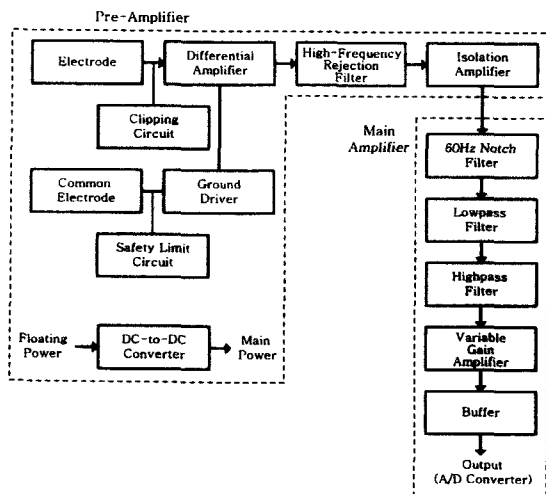 Pre-Amplifier
Electrode
Differential
Amplifier
High-Frequency
Rejection
Filter
Isolation
Amplifier
Clipping
Circuit
Common
Electrode
Ground
Driver
Safety Limit
Circuit
Floating
Power
DC-to-DC
Converter
Main
Power
Main
Amplifier
60Hz Notch
Filter
Lowpass
Filter
Highpass
Filter
Variable
Gain
Amplifier
Buffer
Output
(A/D Converter)